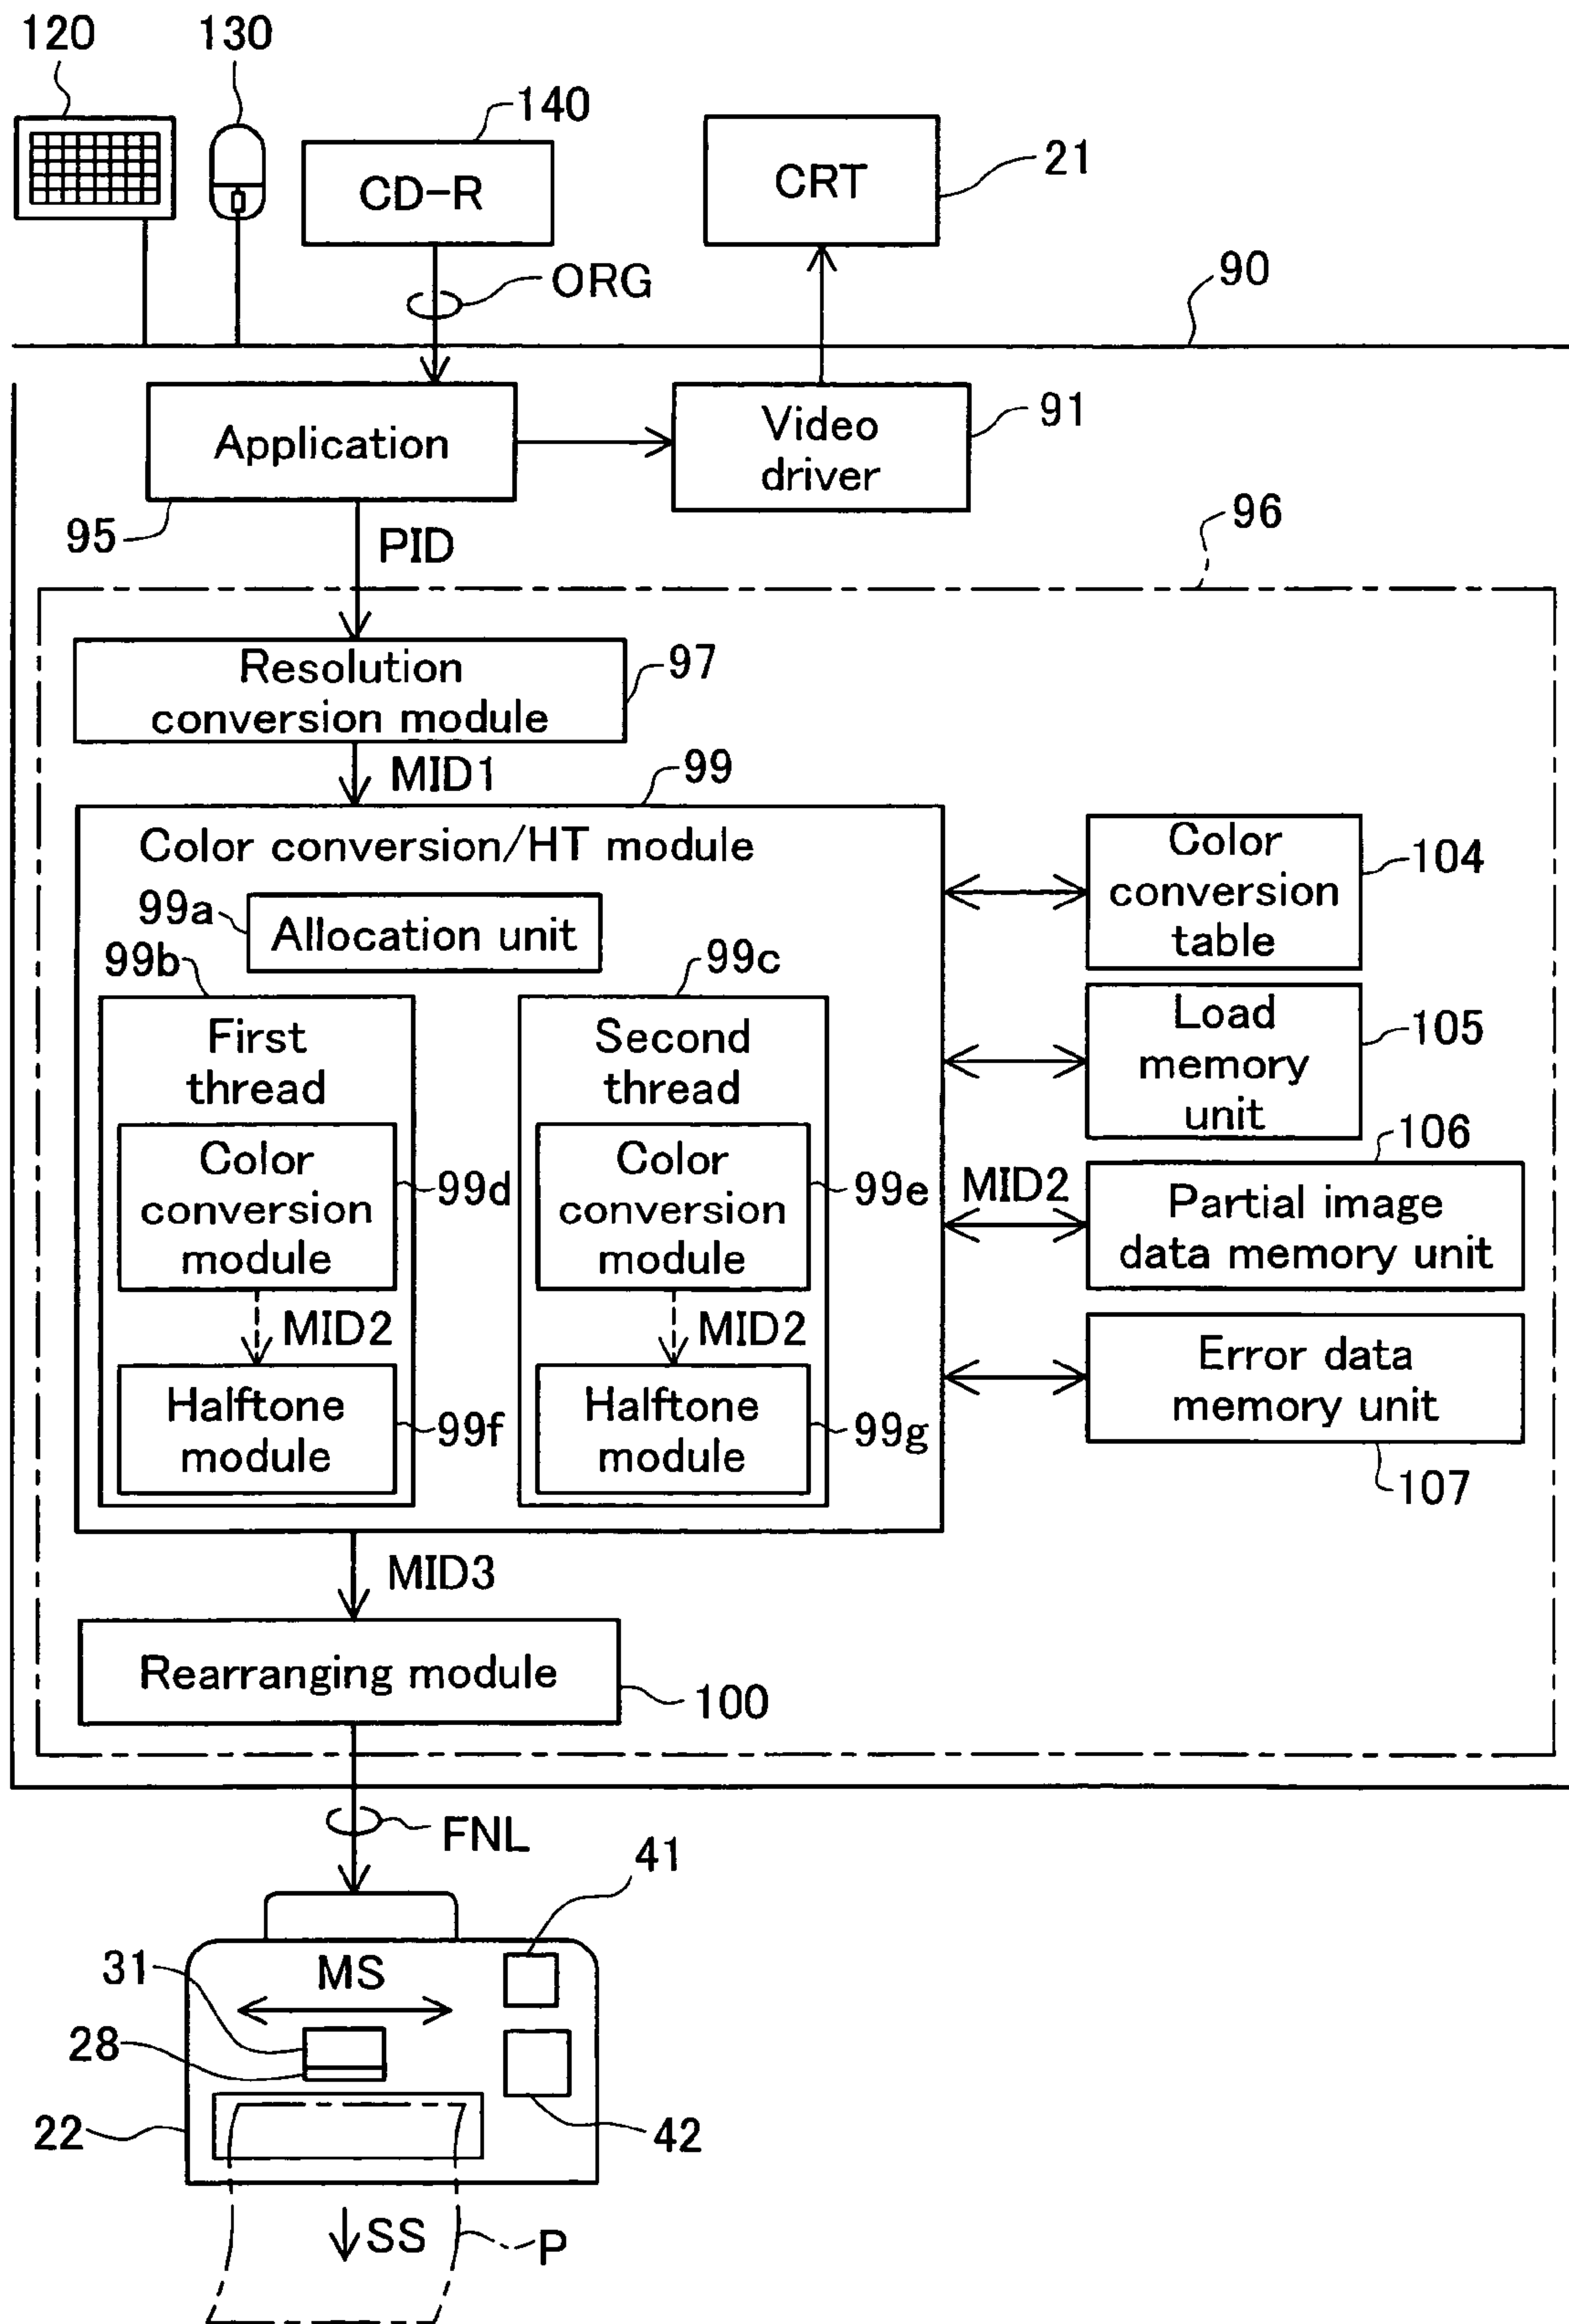 120
130
140
CD-R
CRT
21
ORG
90
Application
Video
driver
91
95
PID
96
Resolution
conversion module
97
MID1
99
Color conversion/HT module
99a
Allocation unit
99b
99c
First
thread
Second
thread
Color
conversion
module
99d
Color
conversion
module
99e
MID2
MID2
Halftone
module
99f
Halftone
module
99g
Color
conversion
table
104
Load
memory
unit
105
106
MID2
Partial image
data memory unit
Error data
memory unit
107
MID3
Rearranging module
100
FNL
41
31
MS
28
22
42
SS
P